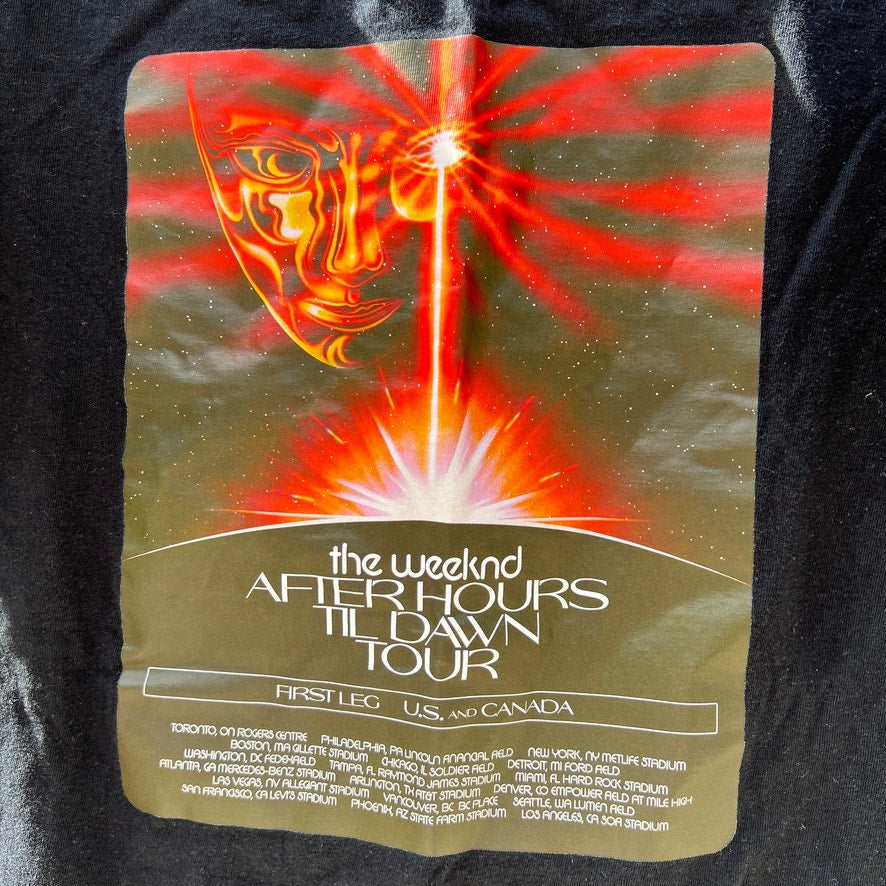 the weeknd
AFTER HOURS
TIL DAWN
TOUR
FIRST LEG U.S. AND CANADA
TORONTO, ON ROGERS CENTRE PHILADELPHIA, PA LINCOLN FINANCIAL FIELD NEW YORK, NY METLIFE STADIUM
BOSTON, MA GILLETTE STADIUM CHICAGO, IL SOLDIER FIELD DETROIT, MI FORD FIELD
WASHINGTON, DC FEDEXFIELD TAMPA, FL RAYMOND JAMES STADIUM MIAMI, FL HARD ROCK STADIUM
ATLANTA, GA MERCEDES-BENZ STADIUM ARLINGTON, TX AT&T STADIUM DENVER, CO EMPOWER FIELD AT MILE HIGH
LAS VEGAS, NV ALLEGIANT STADIUM VANCOUVER, BC BC PLACE SEATTLE, WA LUMEN FIELD
SAN FRANCISCO, CA LEVI'S STADIUM PHOENIX, AZ STATE FARM STADIUM LOS ANGELES, CA SOFI STADIUM